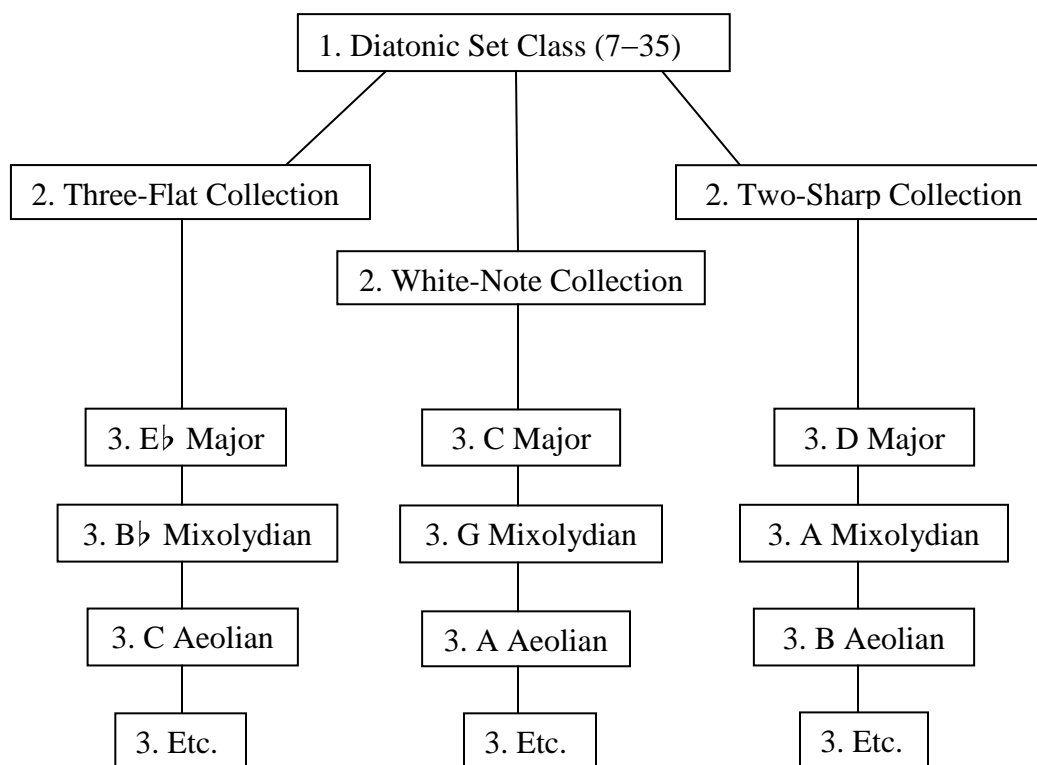 1. Diatonic Set Class (7–35)
2. Three-Flat Collection
2. Two-Sharp Collection
2. White-Note Collection
3. E♭ Major
3. C Major
3. D Major
3. B♭ Mixolydian
3. G Mixolydian
3. A Mixolydian
3. C Aeolian
3. A Aeolian
3. B Aeolian
3. Etc.
3. Etc.
3. Etc.